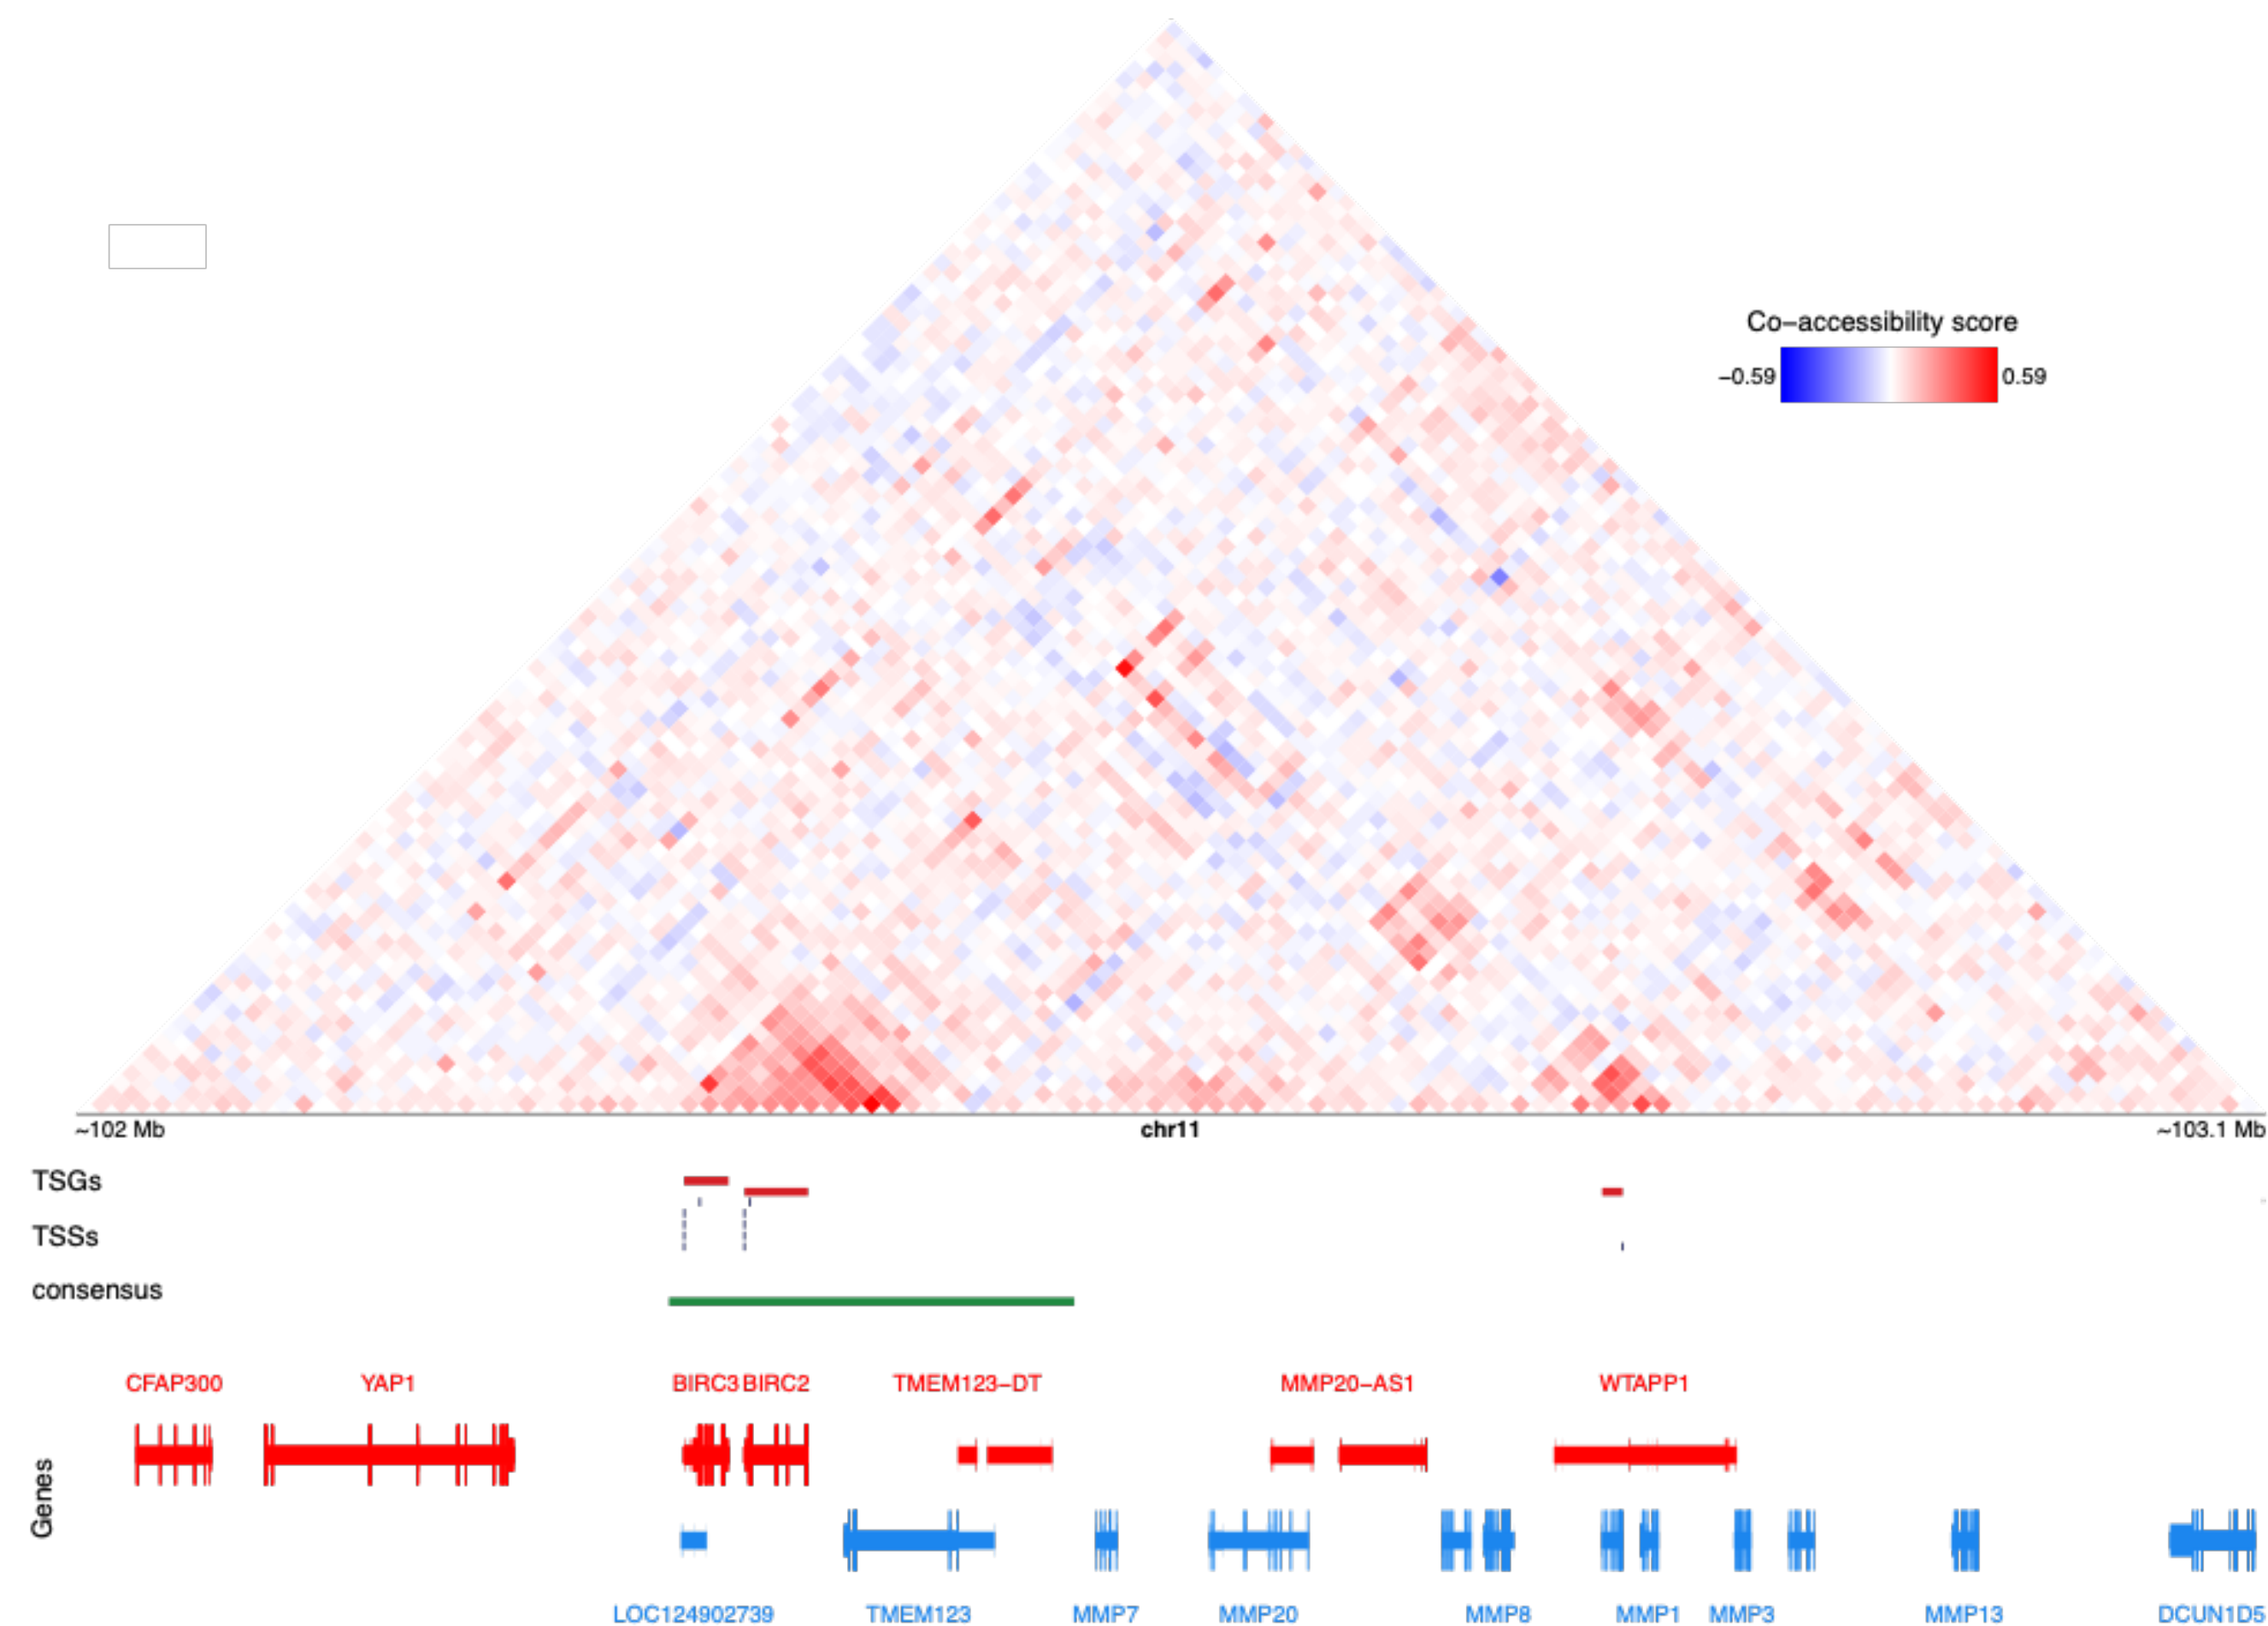 Co−accessibility score
−0.59 0.59
~102 Mb chr11 ~103.1 Mb
TSGs
TSSs
consensus
CFAP300 YAP1 BIRC3 BIRC2 TMEM123−DT MMP20−AS1 WTAPP1
Genes
LOC124902739 TMEM123 MMP7 MMP20 MMP8 MMP1 MMP3 MMP13 DCUN1D5